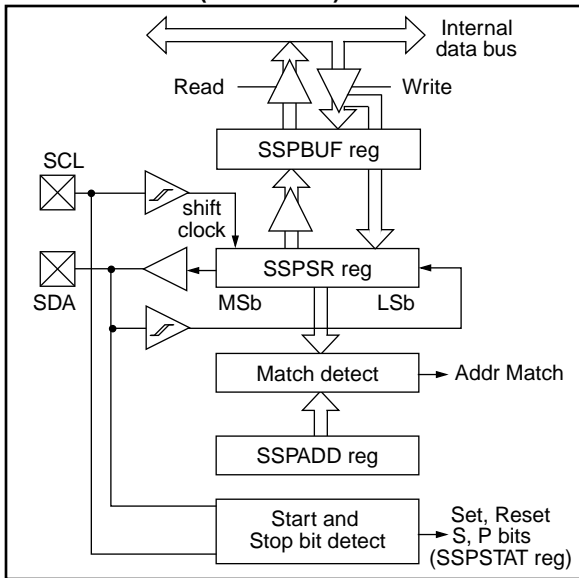 Internal
data bus
Read
Write
SSPBUF reg
SCL
shift
clock
SSPSR reg
SDA
MSb
LSb
Match detect
Addr Match
SSPADD reg
Start and
Stop bit detect
Set, Reset
S, P bits
(SSPSTAT reg)